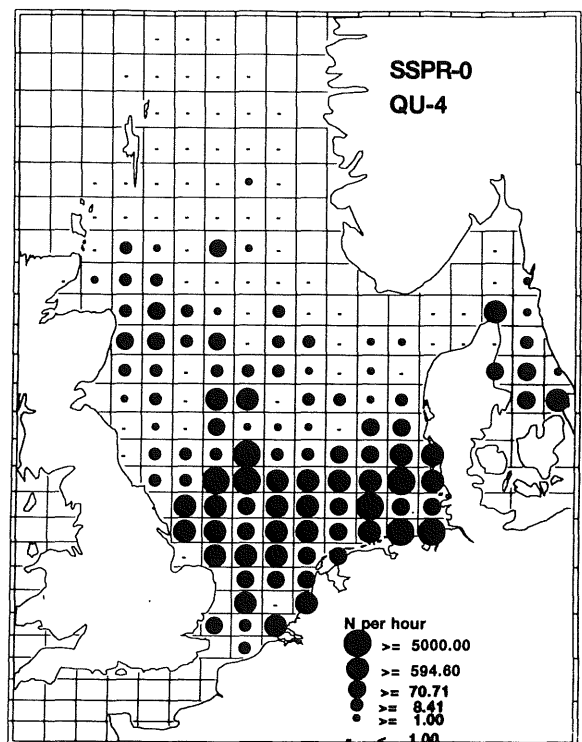 SSPR-0
QU-4
N per hour
>= 5000.00
>= 594.60
>= 70.71
>= 8.41
>= 1.00
- < 1.00